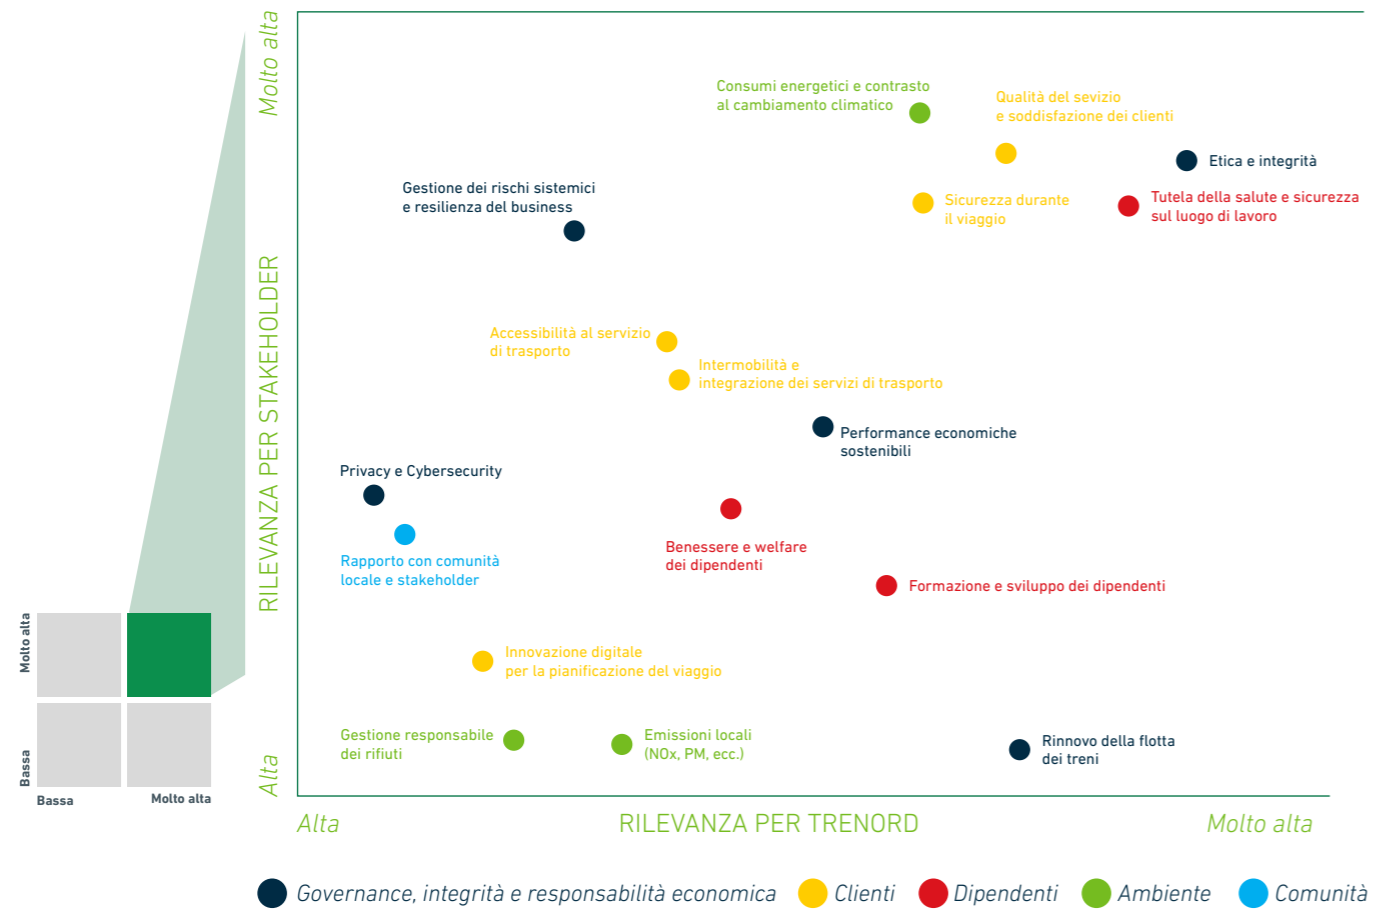 Molto alta
RILEVANZA PER STAKEHOLDER
Alta
Consumi energetici e contrasto
al cambiamento climatico
Qualità del sevizio
e soddisfazione dei clienti
Etica e integrità
Gestione dei rischi sistemici
e resilienza del business
Sicurezza durante
il viaggio
Tutela della salute e sicurezza
sul luogo di lavoro
Accessibilità al servizio
di trasporto
Intermobilità e
integrazione dei servizi di trasporto
Performance economiche
sostenibili
Privacy e Cybersecurity
Rapporto con comunità
locale e stakeholder
Benessere e welfare
dei dipendenti
Formazione e sviluppo dei dipendenti
Innovazione digitale
per la pianificazione del viaggio
Gestione responsabile
dei rifiuti
Emissioni locali
(NOx, PM, ecc.)
Rinnovo della flotta
dei treni
Molto alta
Bassa
Bassa
Molto alta
Alta
RILEVANZA PER TRENORD
Molto alta
Governance, integrità e responsabilità economica
Clienti
Dipendenti
Ambiente
Comunità